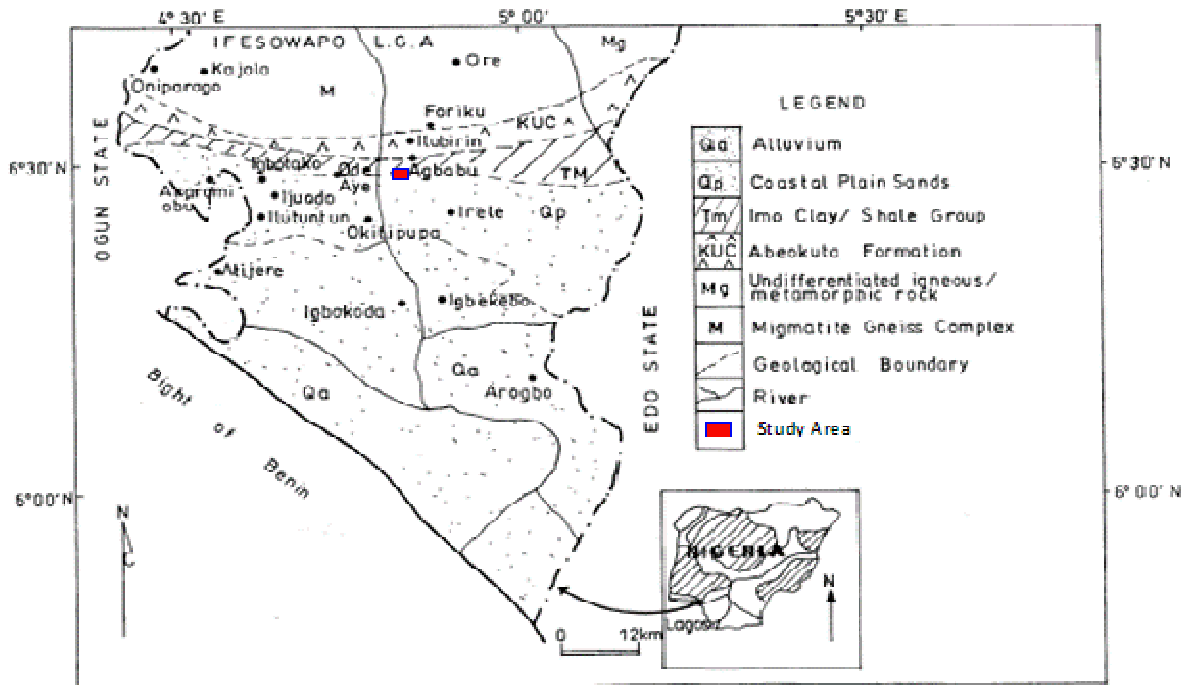 4° 30' E
5° 00'
5° 30' E
IFESOWAPO L.G.A
Mg
Ore
Kajola
Oniparaga
M
LEGEND
Foriku
KUC
Ilubirin
OGUN STATE
6° 30'
6° 30' N
Igbotako
Ode
Aye
Agbabu
TM
Ijuoda
Irele
Qp
Ilutuntun
Okitipupa
Atijere
Igbokoda
Igbekebo
EDO STATE
Qa
Qa
Arogbo
Bight of Benin
Qa Alluvium
Qp Coastal Plain Sands
Tm Imo Clay/ Shale Group
KUC Abeokuta Formation
Mg Undifferentiated igneous/
metamorphic rock
M Migmatite Gneiss Complex
Geological Boundary
River
Study Area
6° 00' N
6° 00' N
N
NIGERIA
N
Lagos
0 12km